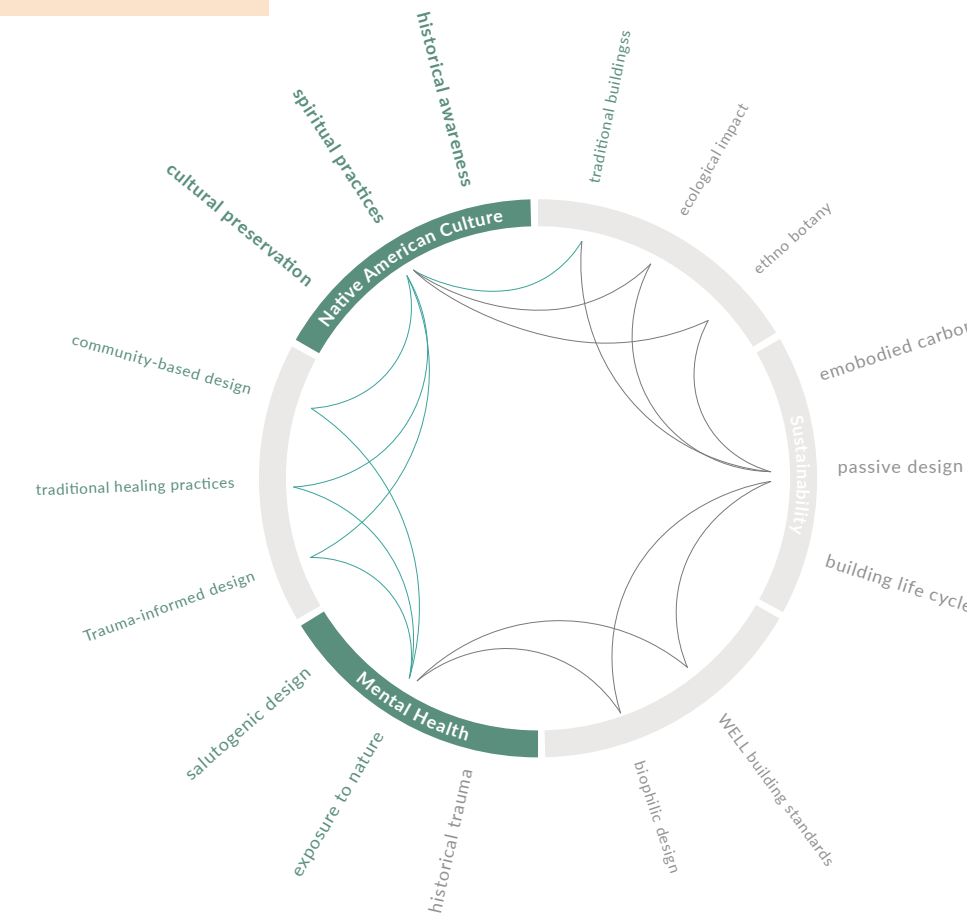 historical awareness
spiritual practices
cultural preservation
Native American Culture
traditional buildingss
ecological impact
ethno botany
emobodied carbon
Sustainability
passive design
building life cycle
WELL building standards
biophilic design
historical trauma
exposure to nature
salutogenic design
Mental Health
Trauma-informed design
traditional healing practices
community-based design